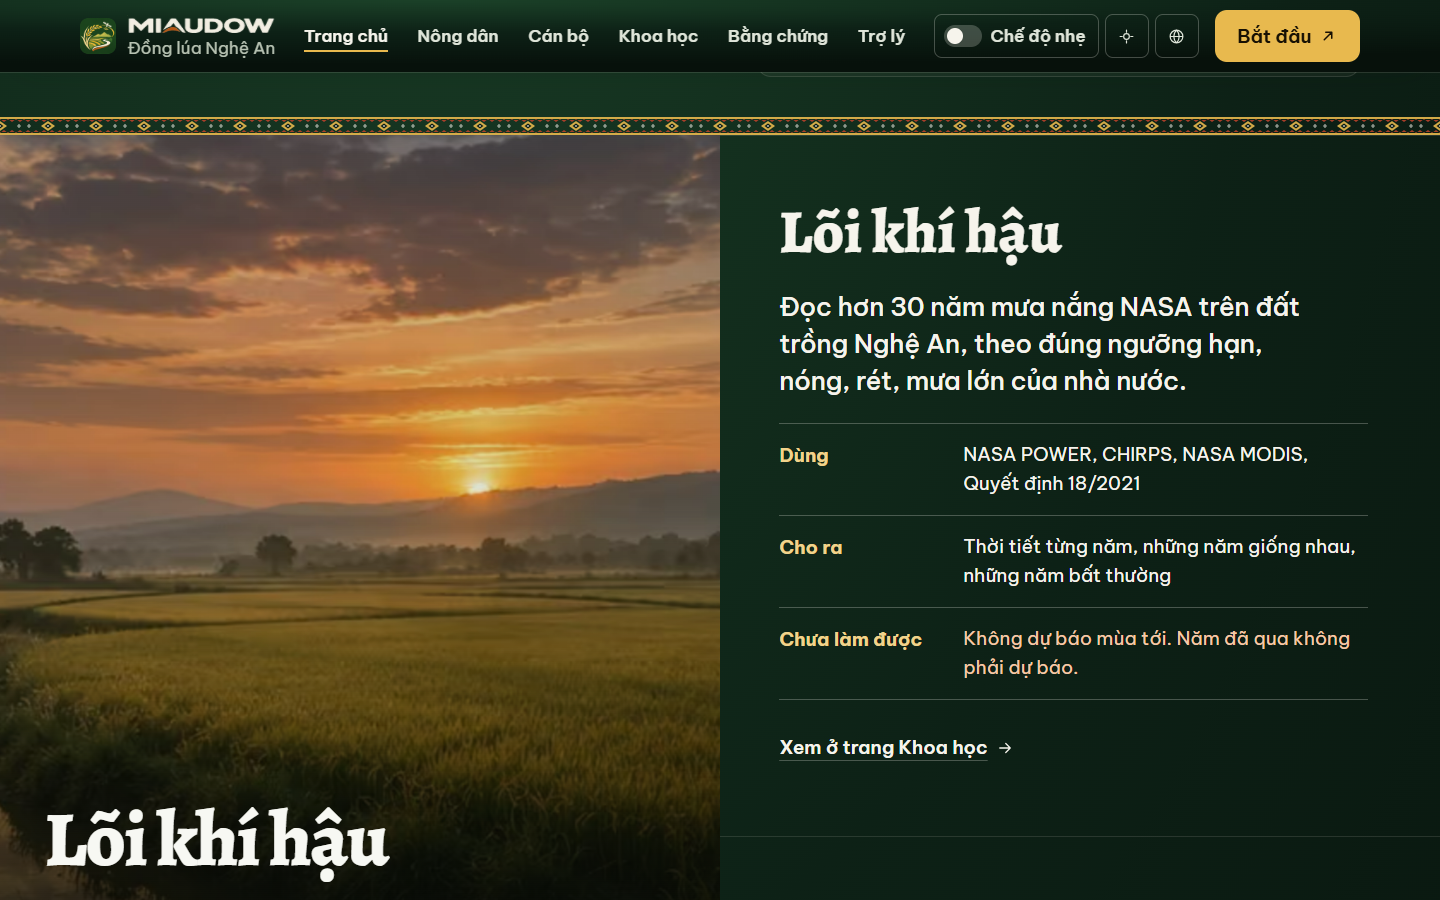 MIAUDOW
Đồng lúa Nghệ An
Trang chủ
Nông dân
Cán bộ
Khoa học
Bằng chứng
Trợ lý
Chế độ nhẹ
Bắt đầu
Lõi khí hậu
Đọc hơn 30 năm mưa nắng NASA trên đất
trồng Nghệ An, theo đúng ngưỡng hạn,
nóng, rét, mưa lớn của nhà nước.
Dùng
NASA POWER, CHIRPS, NASA MODIS,
Quyết định 18/2021
Cho ra
Thời tiết từng năm, những năm giống nhau,
những năm bất thường
Chưa làm được
Không dự báo mùa tới. Năm đã qua không
phải dự báo.
Xem ở trang Khoa học
Lõi khí hậu